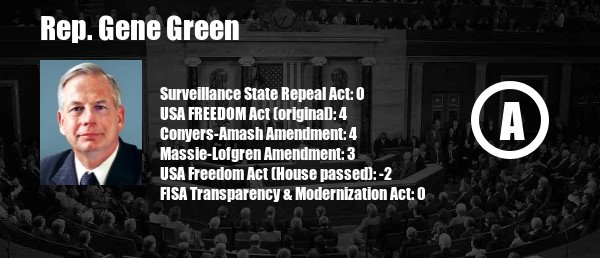 Rep. Gene Green
Surveillance State Repeal Act: 0
USA FREEDOM Act (original): 4
Conyers-Amash Amendment: 4
Massie-Lofgren Amendment: 3
USA Freedom Act (House passed): -2
FISA Transparency & Modernization Act: 0
A